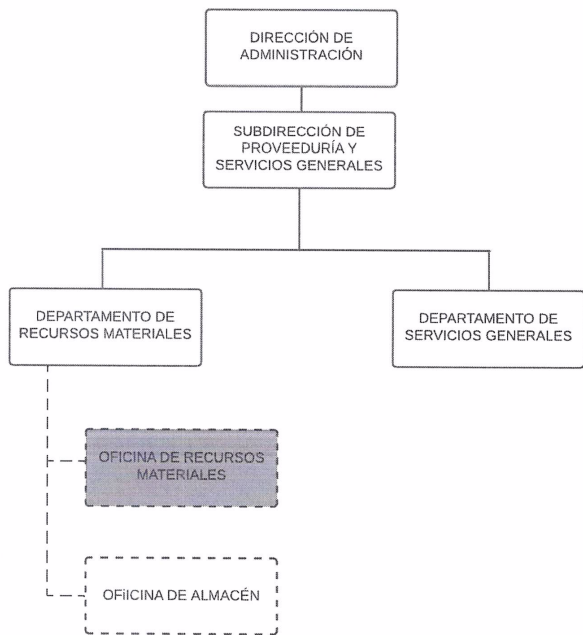 DIRECCIÓN DE
ADMINISTRACIÓN
SUBDIRECCIÓN DE
PROVEEDURÍA Y
SERVICIOS GENERALES
DEPARTAMENTO DE
RECURSOS MATERIALES
DEPARTAMENTO DE
SERVICIOS GENERALES
OFICINA DE RECURSOS
MATERIALES
OFiICINA DE ALMACÉN